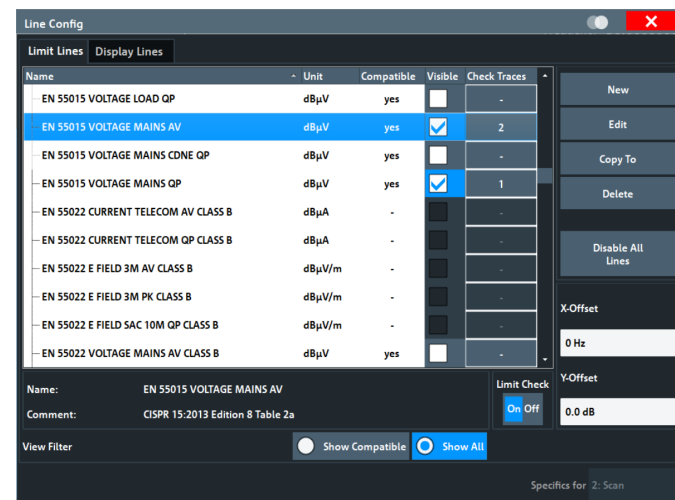 Line Config
Limit Lines Display Lines
Name Unit Compatible Visible Check Traces
EN 55015 VOLTAGE LOAD QP dBµV yes -
EN 55015 VOLTAGE MAINS AV dBµV yes 2
EN 55015 VOLTAGE MAINS CDNE QP dBµV yes -
EN 55015 VOLTAGE MAINS QP dBµV yes 1
EN 55022 CURRENT TELECOM AV CLASS B dBµA - -
EN 55022 CURRENT TELECOM QP CLASS B dBµA - -
EN 55022 E FIELD 3M AV CLASS B dBµV/m - -
EN 55022 E FIELD 3M PK CLASS B dBµV/m - -
EN 55022 E FIELD SAC 10M QP CLASS B dBµV/m - -
EN 55022 VOLTAGE MAINS AV CLASS B dBµV yes -
New
Edit
Copy To
Delete
Disable All
Lines
X-Offset
0 Hz
Y-Offset
0.0 dB
Name: EN 55015 VOLTAGE MAINS AV
Comment: CISPR 15:2013 Edition 8 Table 2a
Limit Check
On Off
View Filter Show Compatible Show All
Specifics for 2: Scan